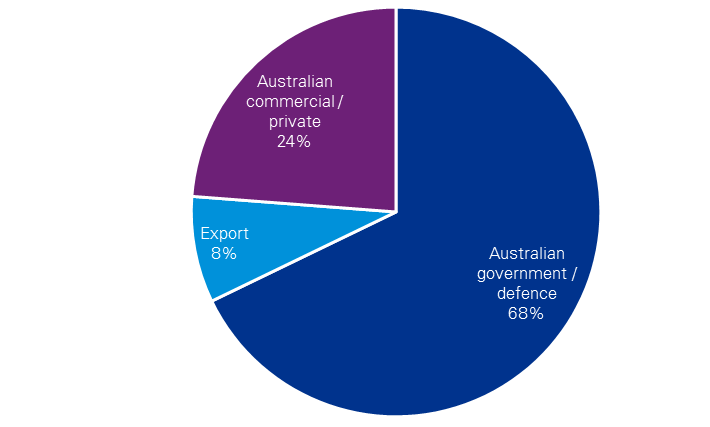 Australian
commercial /
private
24%
Export
8%
Australian
government /
defence
68%